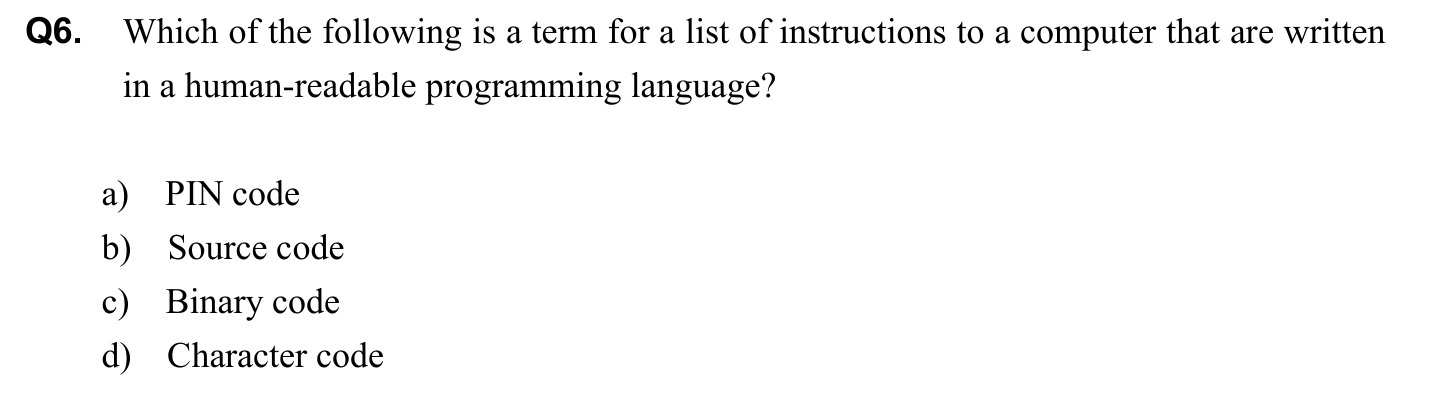 Q6. Which of the following is a term for a list of instructions to a computer that are written
in a human-readable programming language?
a) PIN code
b) Source code
c) Binary code
d) Character code